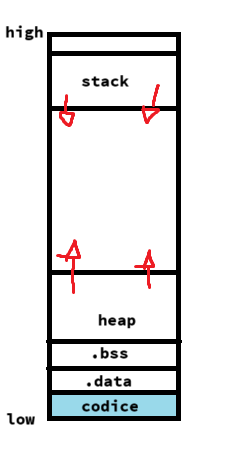 high
stack
heap
.bss
.data
codice
low